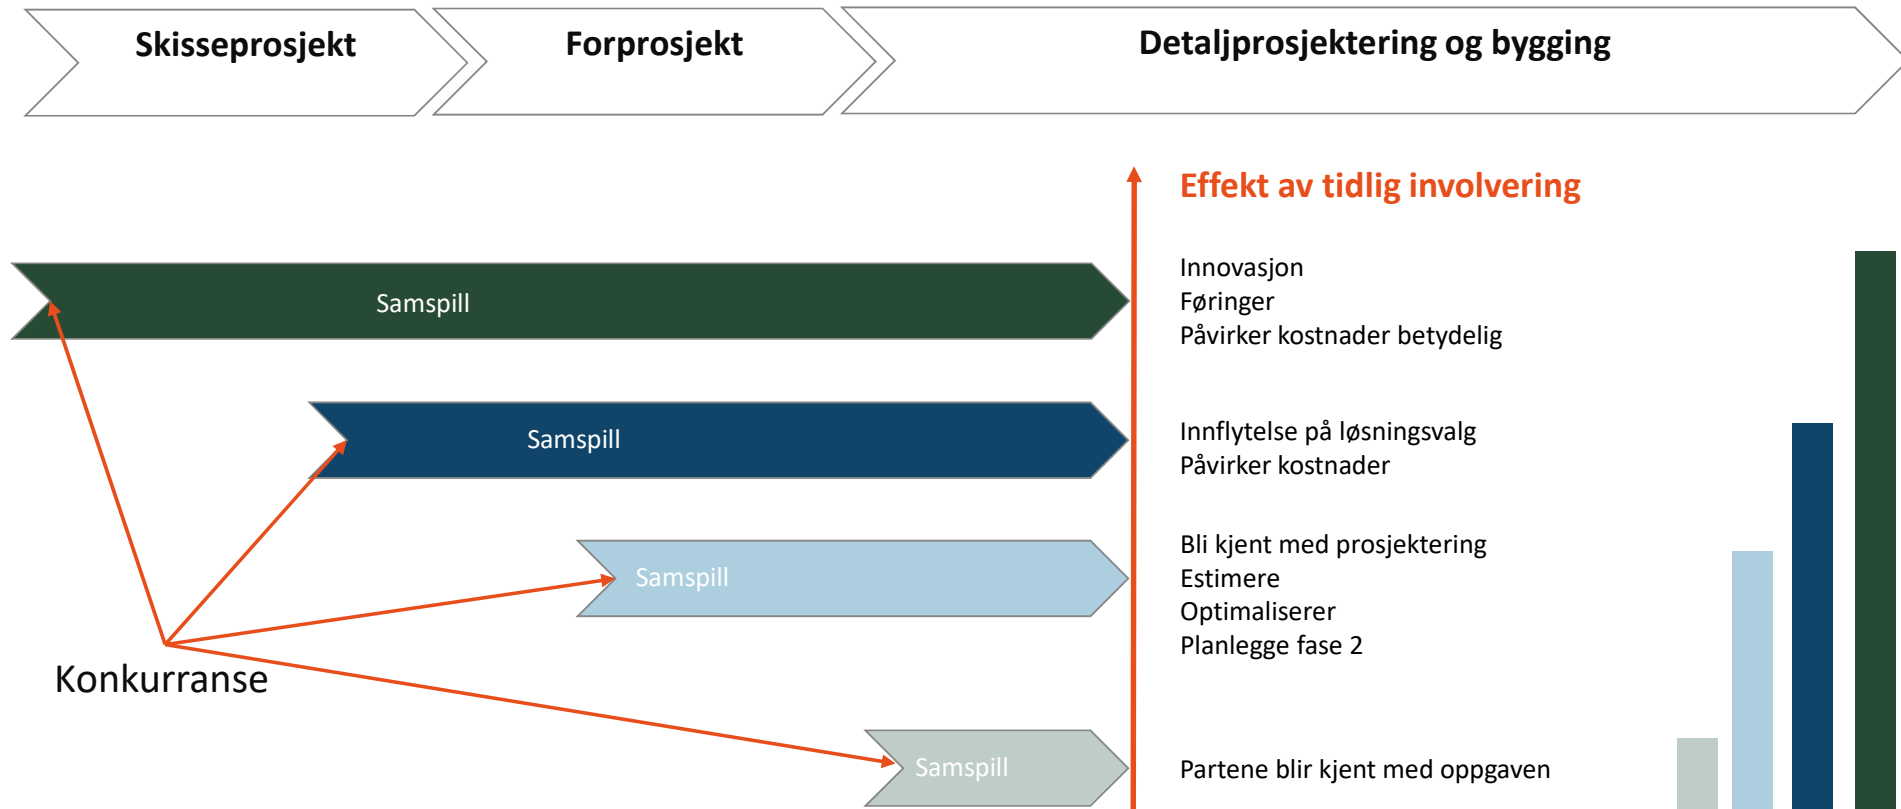 Skisseprosjekt
Forprosjekt
Detaljprosjektering og bygging
Effekt av tidlig involvering
Samspill
Innovasjon
Føringer
Påvirker kostnader betydelig
Samspill
Innflytelse på løsningsvalg
Påvirker kostnader
Samspill
Bli kjent med prosjektering
Estimere
Optimaliserer
Planlegge fase 2
Konkurranse
Samspill
Partene blir kjent med oppgaven